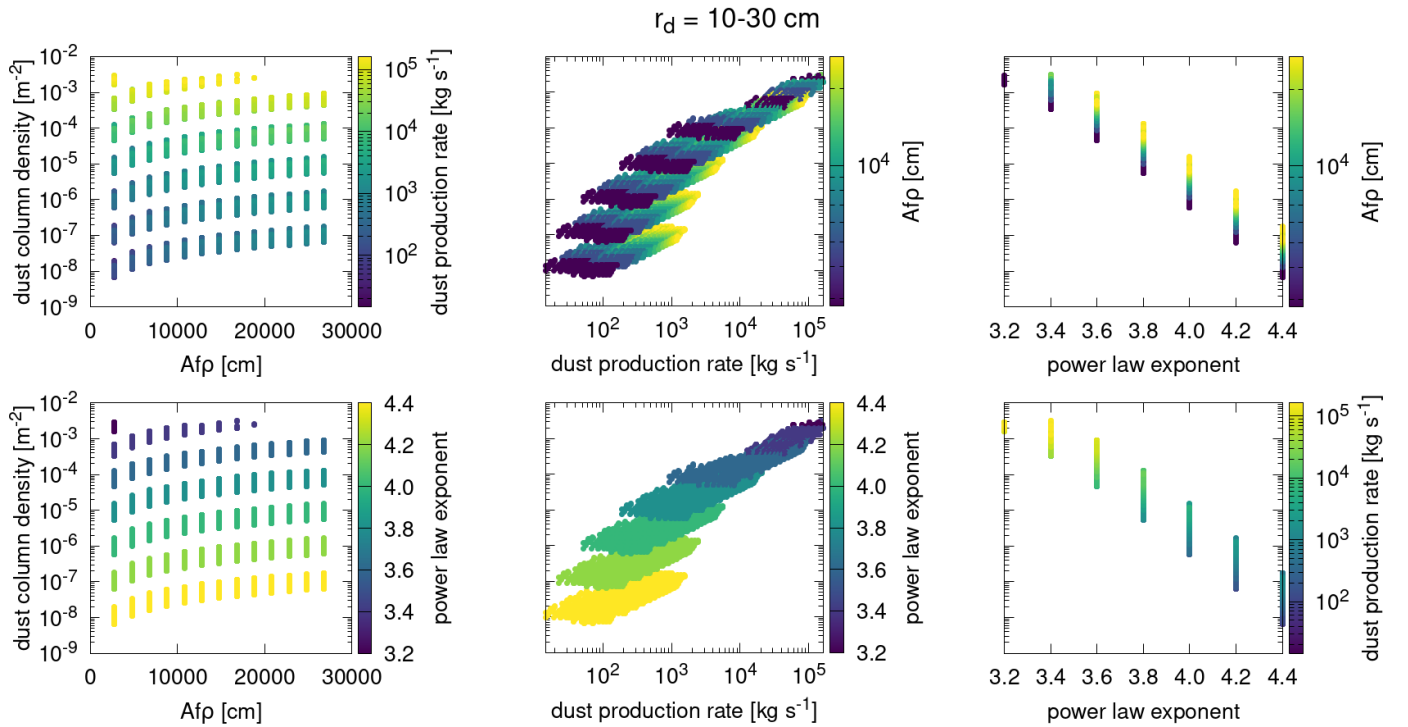 r_d = 10-30 cm
10^-2
10^-3
10^-4
10^-5
10^-6
10^-7
10^-8
10^-9
dust column density [m^-2]
0 10000 20000 30000
Afρ [cm]
10^5
10^4
10^3
10^2
dust production rate [kg s^-1]
10^2 10^3 10^4 10^5
dust production rate [kg s^-1]
10^4
Afρ [cm]
3.2 3.4 3.6 3.8 4.0 4.2 4.4
power law exponent
10^4
Afρ [cm]
10^-2
10^-3
10^-4
10^-5
10^-6
10^-7
10^-8
10^-9
dust column density [m^-2]
0 10000 20000 30000
Afρ [cm]
4.4
4.2
4.0
3.8
3.6
3.4
3.2
power law exponent
10^2 10^3 10^4 10^5
dust production rate [kg s^-1]
4.4
4.2
4.0
3.8
3.6
3.4
3.2
power law exponent
3.2 3.4 3.6 3.8 4.0 4.2 4.4
power law exponent
10^5
10^4
10^3
10^2
dust production rate [kg s^-1]